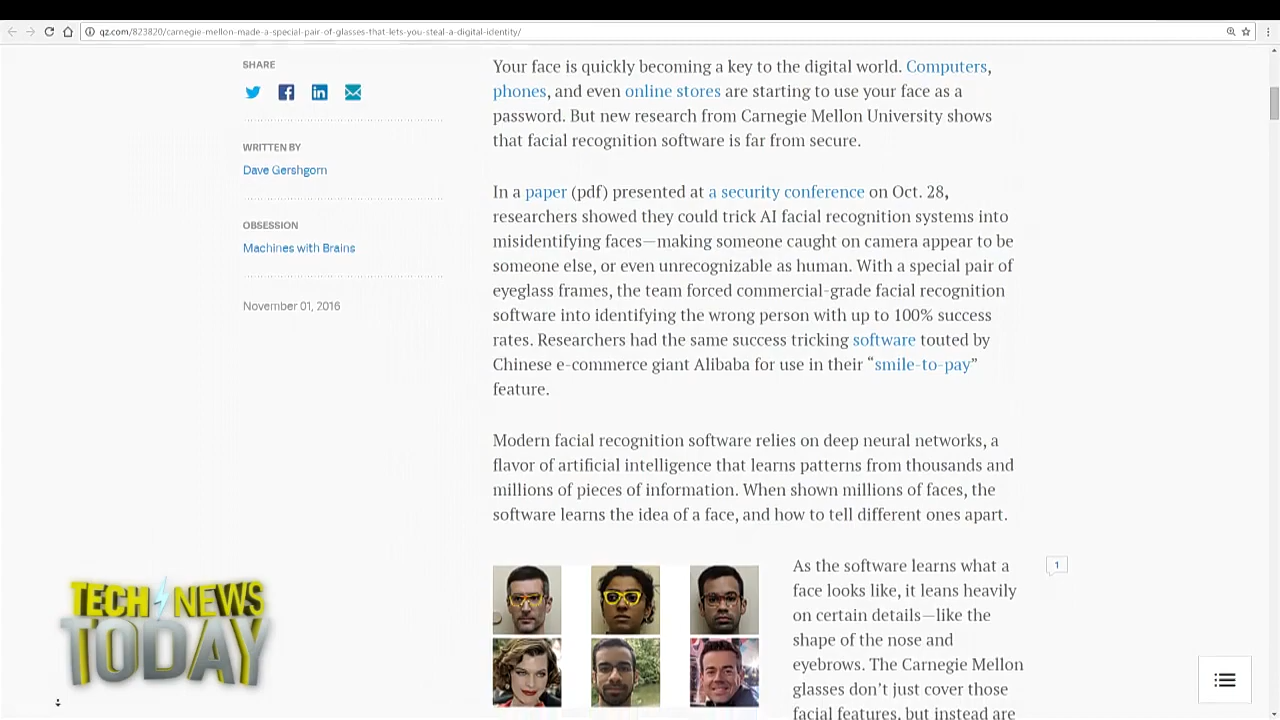 qz.com/823820/carnegie-mellon-made-a-special-pair-of-glasses-that-lets-you-steal-a-digital-identity/
SHARE
WRITTEN BY
Dave Gershgorn
OBSESSION
Machines with Brains
November 01, 2016
Your face is quickly becoming a key to the digital world. Computers,
phones, and even online stores are starting to use your face as a
password. But new research from Carnegie Mellon University shows
that facial recognition software is far from secure.
In a paper (pdf) presented at a security conference on Oct. 28,
researchers showed they could trick AI facial recognition systems into
misidentifying faces—making someone caught on camera appear to be
someone else, or even unrecognizable as human. With a special pair of
eyeglass frames, the team forced commercial-grade facial recognition
software into identifying the wrong person with up to 100% success
rates. Researchers had the same success tricking software touted by
Chinese e-commerce giant Alibaba for use in their “smile-to-pay”
feature.
Modern facial recognition software relies on deep neural networks, a
flavor of artificial intelligence that learns patterns from thousands and
millions of pieces of information. When shown millions of faces, the
software learns the idea of a face, and how to tell different ones apart.
As the software learns what a
face looks like, it leans heavily
on certain details—like the
shape of the nose and
eyebrows. The Carnegie Mellon
glasses don’t just cover those
facial features, but instead are
1
TECH NEWS
TODAY